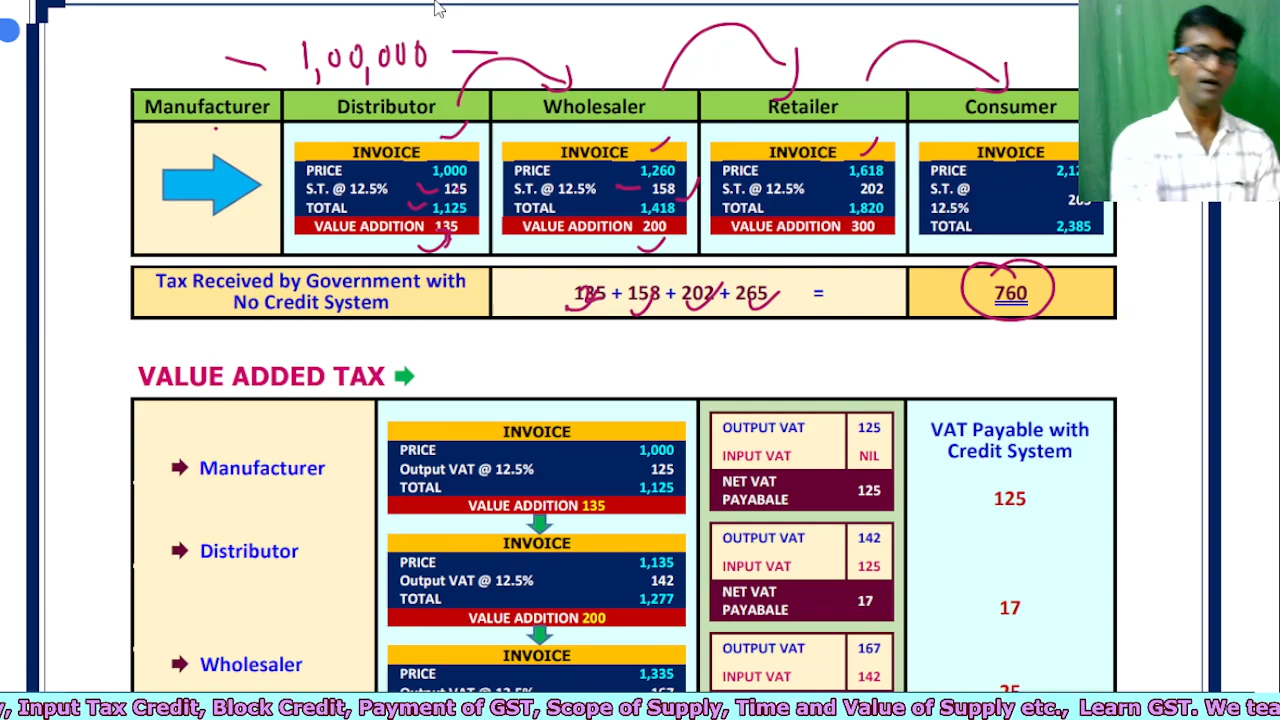 1,00,000
Manufacturer Distributor Wholesaler Retailer Consumer
INVOICE
PRICE 1,000
S.T. @ 12.5% 125
TOTAL 1,125
VALUE ADDITION 135
INVOICE
PRICE 1,260
S.T. @ 12.5% 158
TOTAL 1,418
VALUE ADDITION 200
INVOICE
PRICE 1,618
S.T. @ 12.5% 202
TOTAL 1,820
VALUE ADDITION 300
INVOICE
PRICE
S.T. @
12.5%
TOTAL 2,385
Tax Received by Government with
No Credit System
135 + 158 + 202 + 265 =
760
VALUE ADDED TAX
Manufacturer
INVOICE
PRICE 1,000
Output VAT @ 12.5% 125
TOTAL 1,125
VALUE ADDITION 135
OUTPUT VAT 125
INPUT VAT NIL
NET VAT
PAYABALE 125
VAT Payable with
Credit System
125
Distributor
INVOICE
PRICE 1,135
Output VAT @ 12.5% 142
TOTAL 1,277
VALUE ADDITION 200
OUTPUT VAT 142
INPUT VAT 125
NET VAT
PAYABALE 17
17
Wholesaler
INVOICE
PRICE 1,335
OUTPUT VAT 167
INPUT VAT 142
, Input Tax Credit, Block Credit, Payment of GST, Scope of Supply, Time and Value of Supply etc., Learn GST. We tea